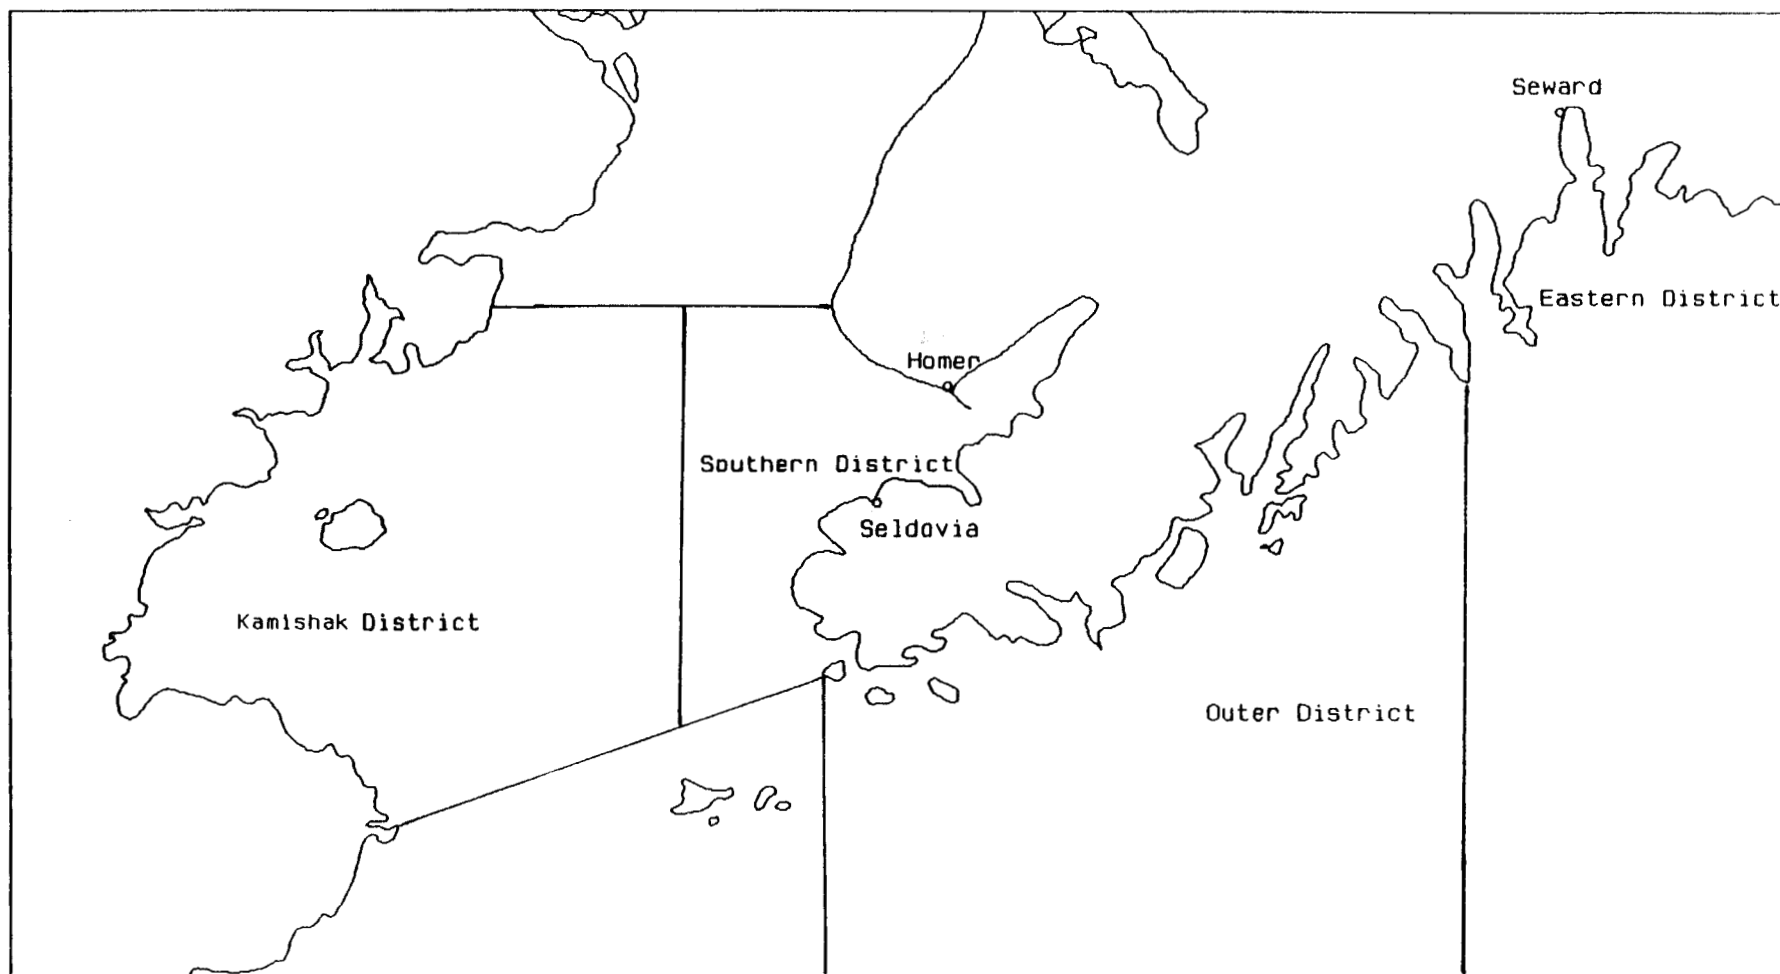 Seward
Eastern District
Homer
Southern District
Seldovia
Kamishak District
Outer District